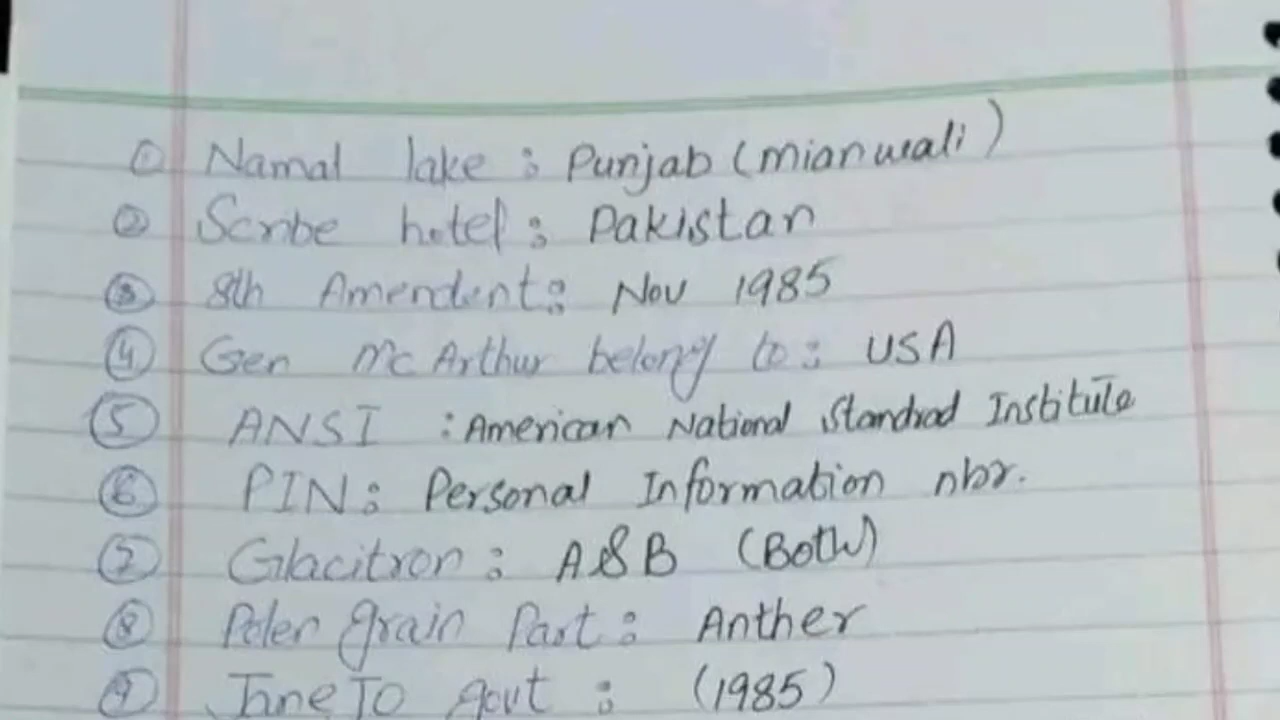 ① Namal lake : Punjab (mianwali)
② Scribe hotel : Pakistan
③ 8th Amendent : Nov 1985
④ Gen McArthur belong to : USA
⑤ ANSI : American National Standrad Institute
⑥ PIN : Personal Information nbr.
⑦ Glacitron : A & B (Both)
⑧ Polen grain Part : Anther
⑨ June To Govt : (1985)